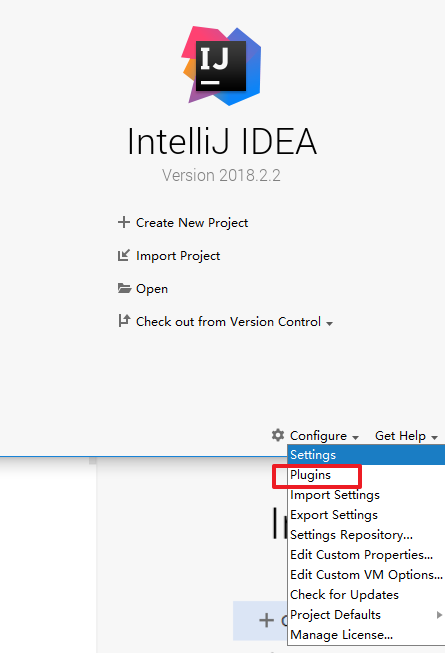 IJ
IntelliJ IDEA
Version 2018.2.2
Create New Project
Import Project
Open
Check out from Version Control
Configure Get Help
Settings
Plugins
Import Settings
Export Settings
Settings Repository...
Edit Custom Properties...
Edit Custom VM Options...
Check for Updates
Project Defaults
Manage License...